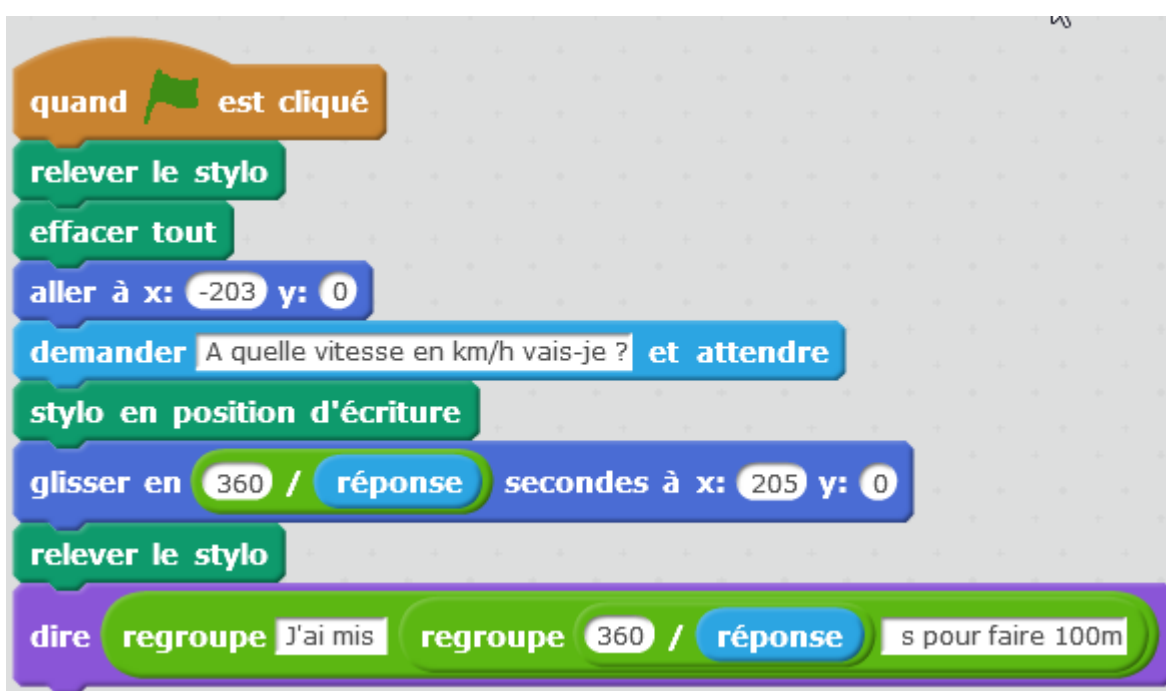 quand est cliqué
relever le stylo
effacer tout
aller à x: -203 y: 0
demander A quelle vitesse en km/h vais-je ? et attendre
stylo en position d'écriture
glisser en 360 / réponse secondes à x: 205 y: 0
relever le stylo
dire regroupe J'ai mis regroupe 360 / réponse s pour faire 100m